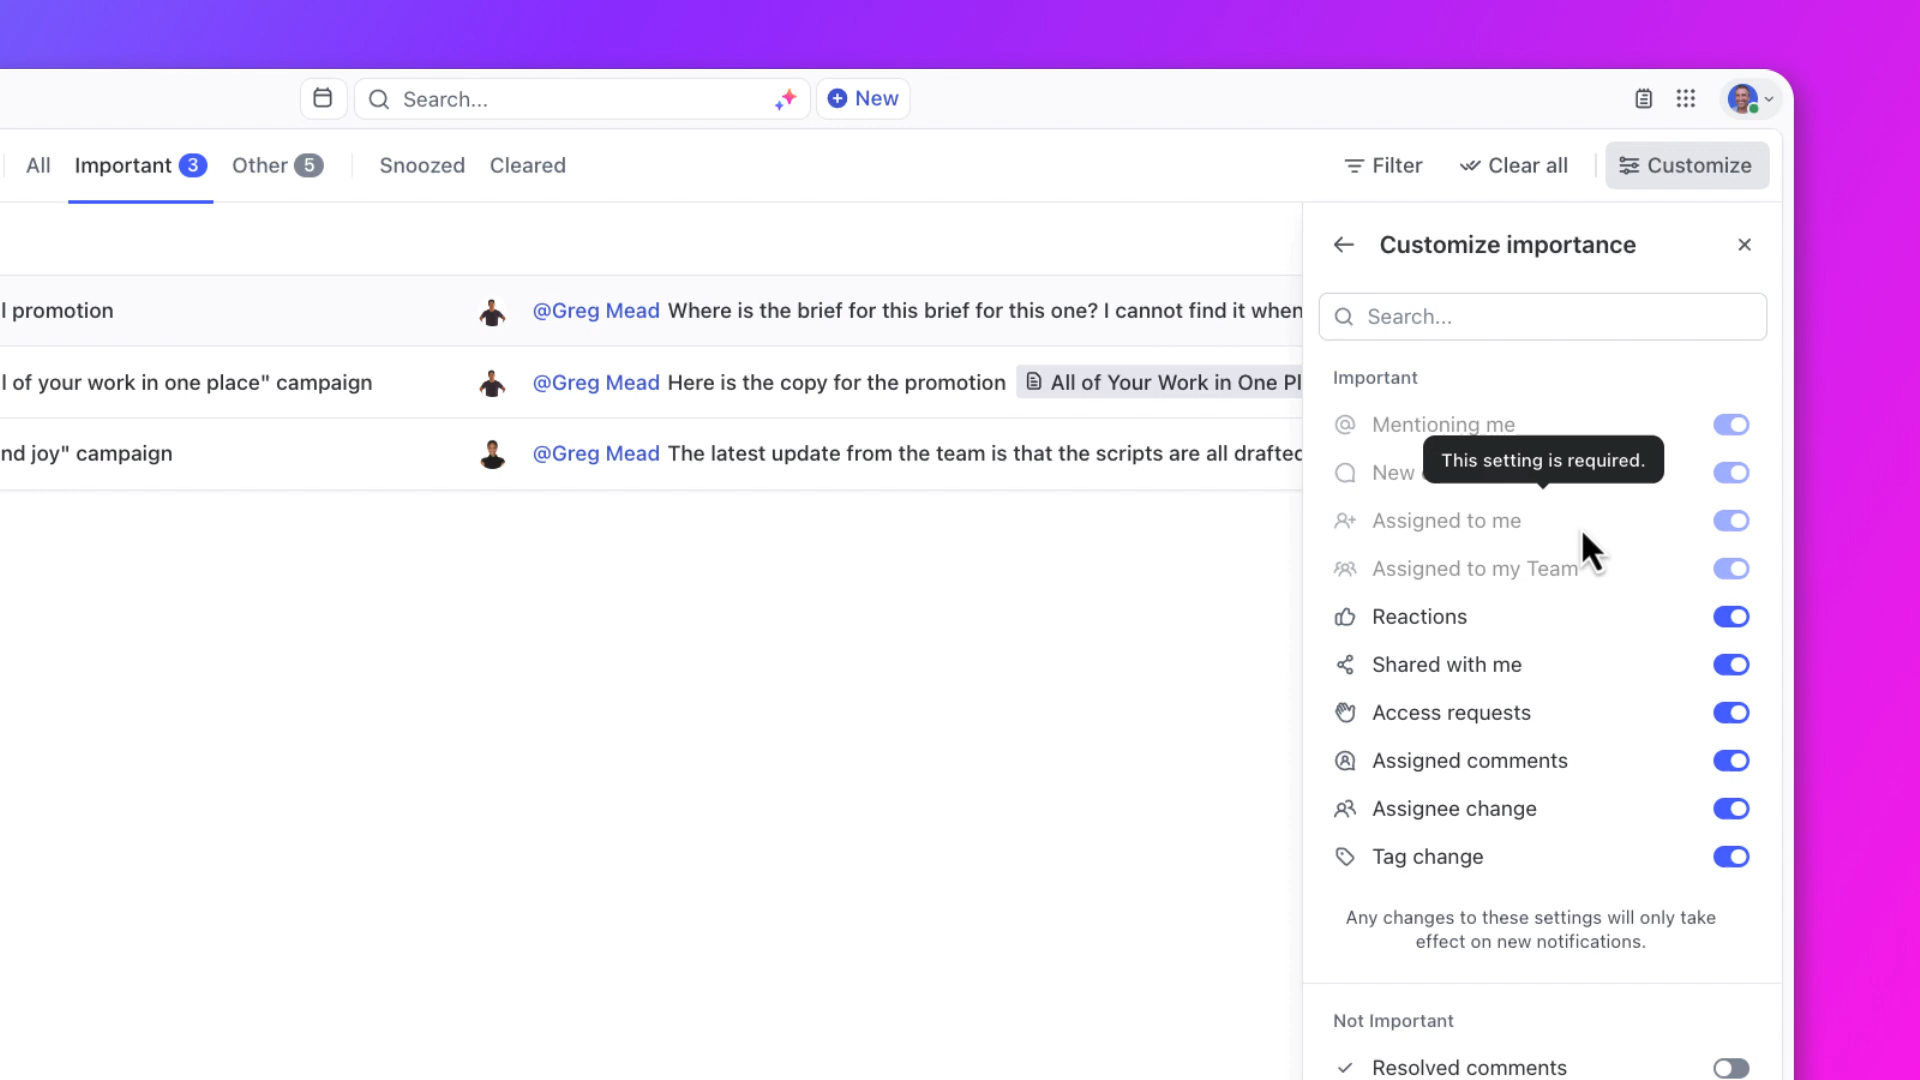 Search...
New
All
Important 3
Other 5
Snoozed
Cleared
Filter
Clear all
Customize
Customize importance
Search...
l promotion
@Greg Mead Where is the brief for this brief for this one? I cannot find it when
l of your work in one place" campaign
@Greg Mead Here is the copy for the promotion All of Your Work in One Pl
nd joy" campaign
@Greg Mead The latest update from the team is that the scripts are all drafted
Important
Mentioning me
This setting is required.
New
Assigned to me
Assigned to my Team
Reactions
Shared with me
Access requests
Assigned comments
Assignee change
Tag change
Any changes to these settings will only take
effect on new notifications.
Not Important
Resolved comments